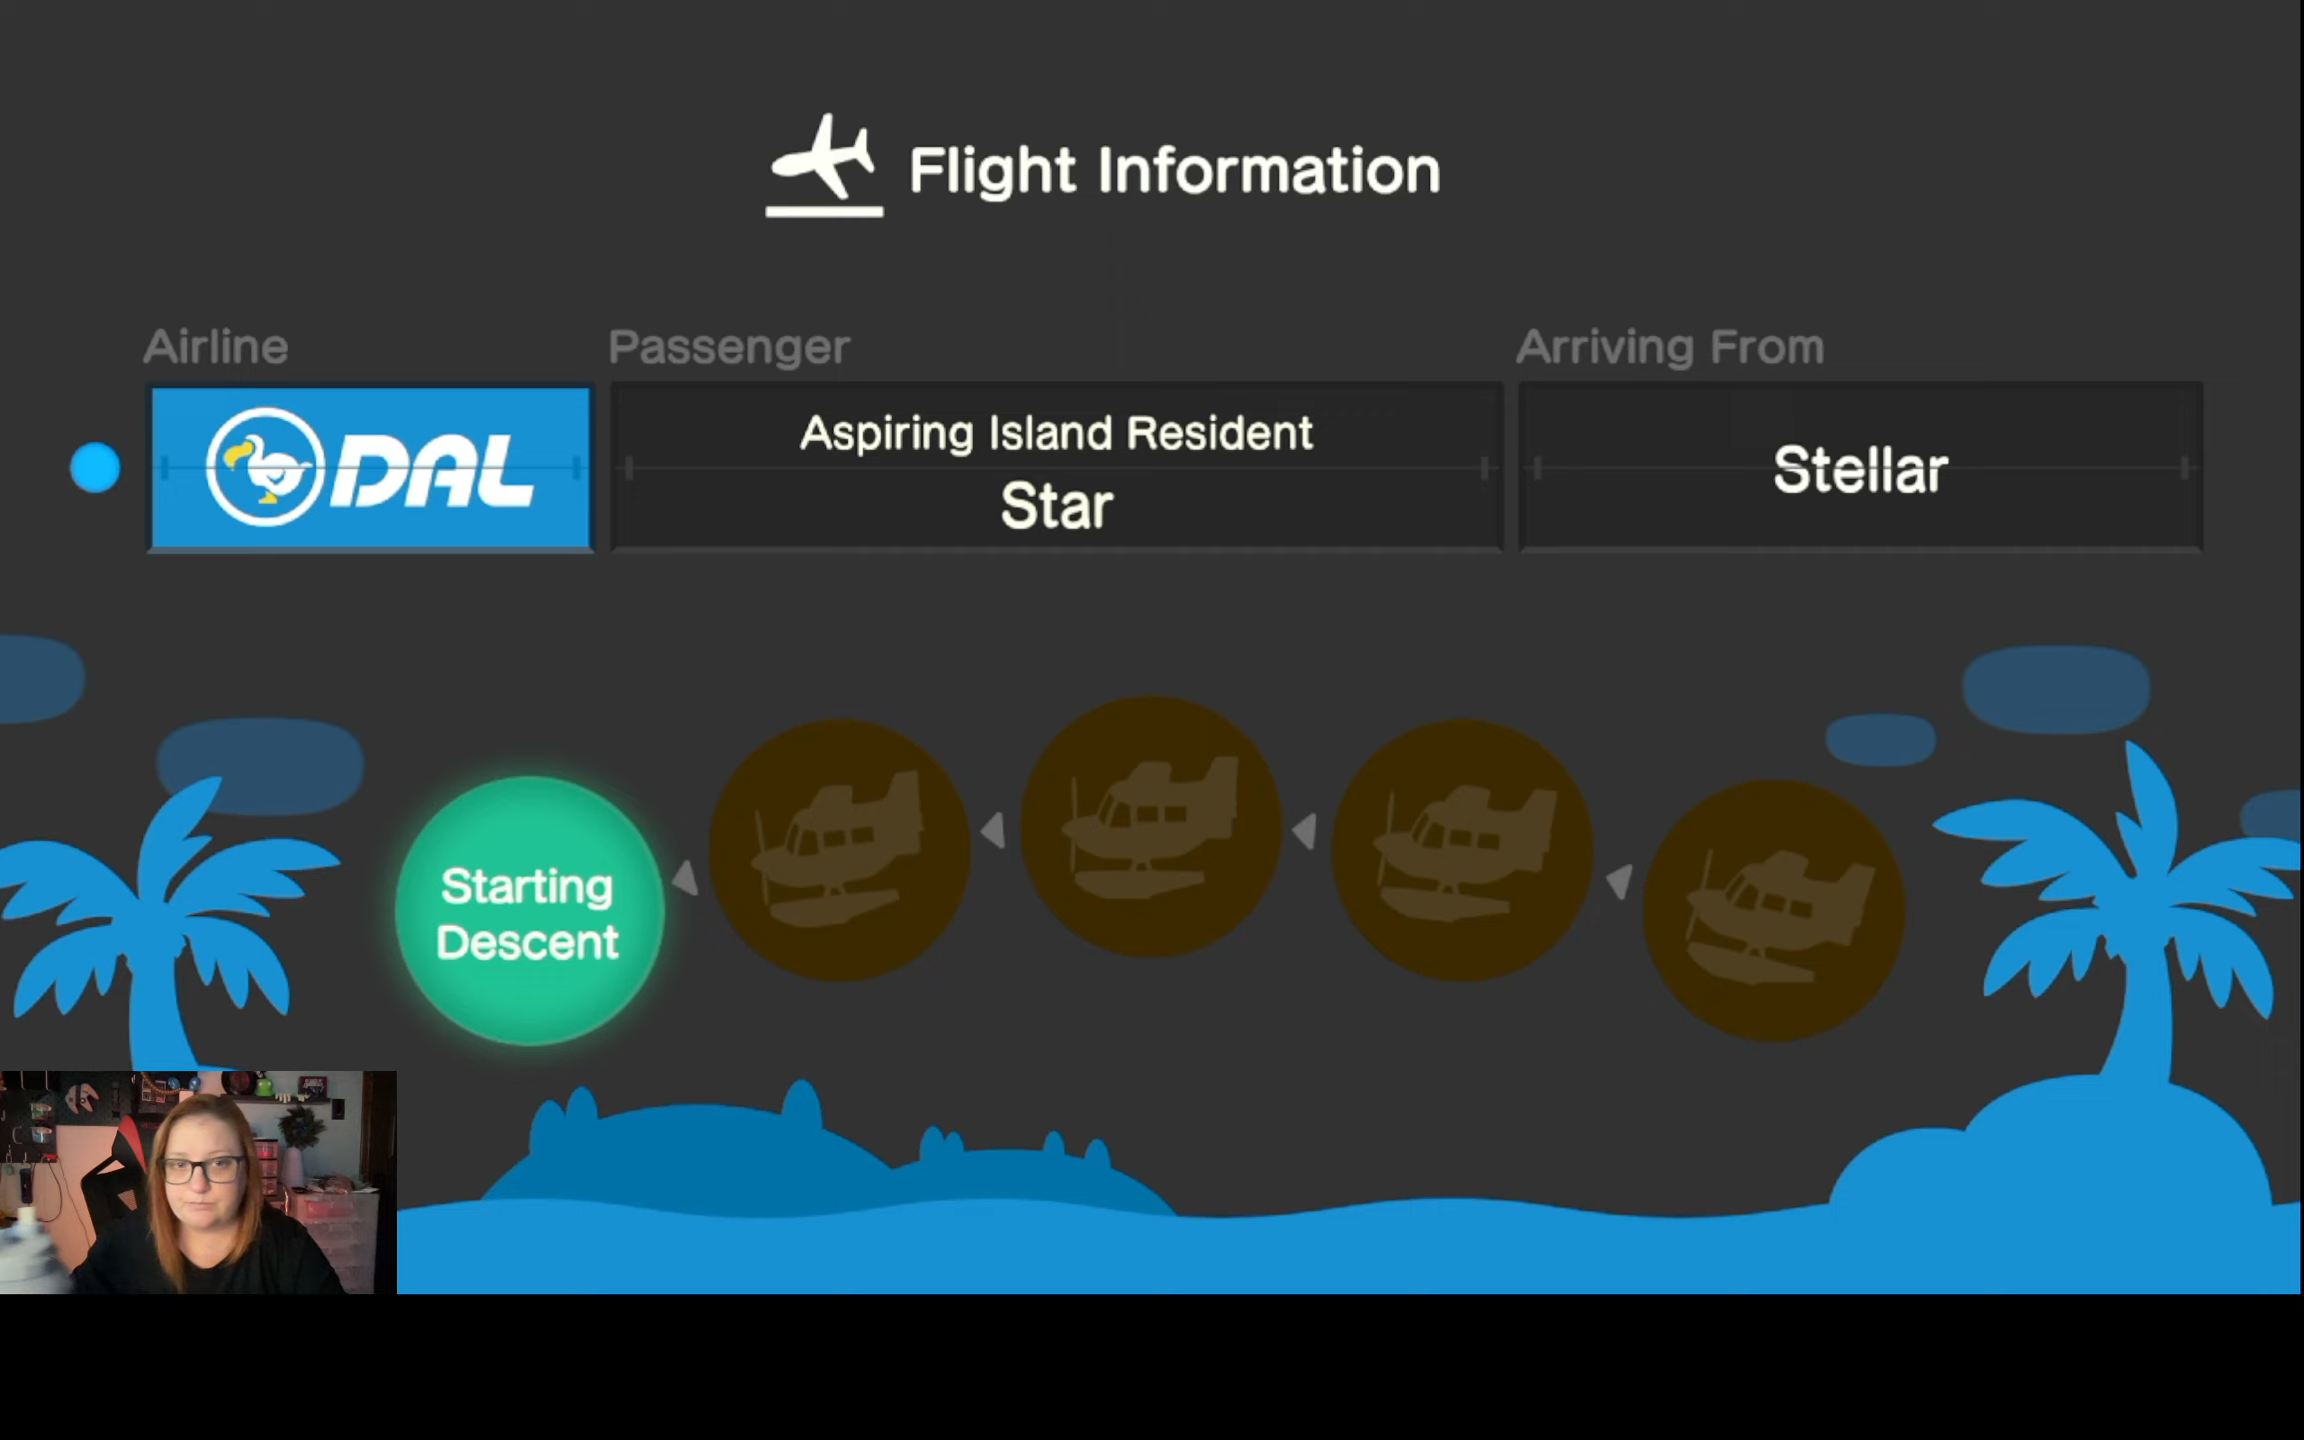 Flight Information
Airline
Passenger
Arriving From
DAL
Aspiring Island Resident
Star
Stellar
Starting
Descent